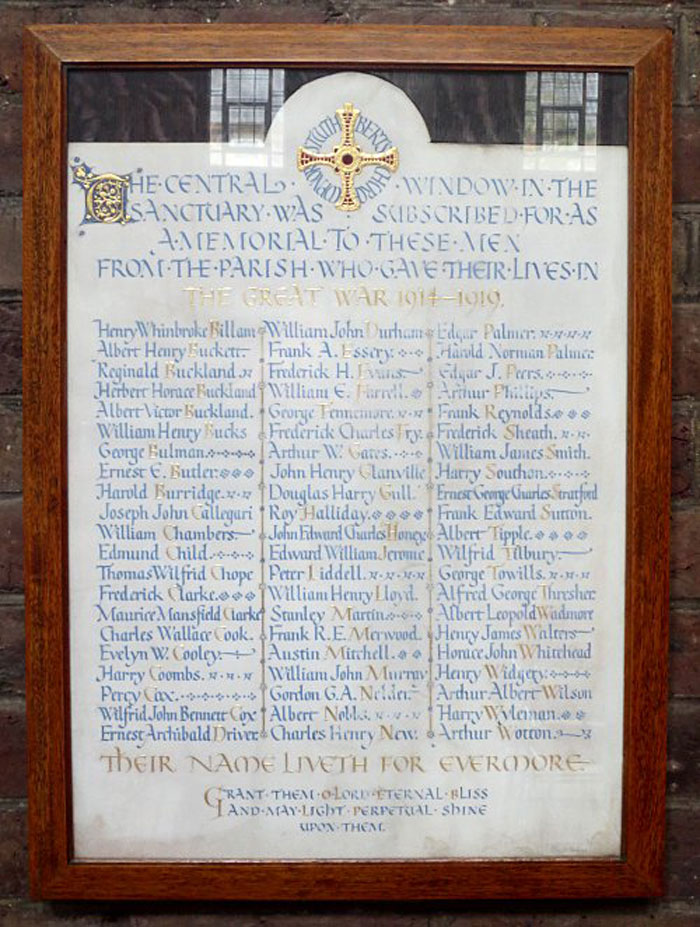 ST CUTHBERTS PHILBEACH GARDENS
THE·CENTRAL· ·WINDOW·IN·THE
SANCTUARY·WAS· SUBSCRIBED·FOR·AS
A·MEMORIAL·TO·THESE·MEN
FROM·THE·PARISH·WHO·GAVE·THEIR·LIVES·IN
THE GREAT WAR 1914–1919.
Henry Whinbroke Billam
Albert Henry Buckett.
Reginald Buckland
Herbert Horace Buckland
Albert Victor Buckland.
William Henry Bucks
George Bulman.
Ernest E. Butler.
Harold Burridge.
Joseph John Callegari
William Chambers
Edmund Child.
Thomas Wilfrid Chope
Frederick Clarke.
Maurice Mansfield Clarke
Charles Wallace Cook.
Evelyn W. Cooley.
Harry Coombs.
Percy Cox.
Wilfrid John Bennett Cox
Ernest Archibald Driver
William John Durham
Frank A. Essery.
Frederick H. Evans
William E. Farrell.
George Fennemore.
Frederick Charles Fry.
Arthur W. Gates.
John Henry Glanville
Douglas Harry Gull.
Roy Halliday.
John Edward Charles Honey.
Edward William Jerome
Peter Liddell.
William Henry Lloyd.
Stanley Martin.
Frank R.E. Merwood.
Austin Mitchell.
William John Murray
Gordon G.A. Nelder.
Albert Nobbs.
Charles Henry New.
Edgar Palmer.
Harold Norman Palmer.
Edgar J. Peers.
Arthur Phillips.
Frank Reynolds.
Frederick Sheath.
William James Smith.
Harry Southon.
Ernest George Charles Stratford
Frank Edward Sutton.
Albert Tipple.
Wilfrid Tilbury.
George Towills.
Alfred George Thresher
Albert Leopold Wadmore
Henry James Walters
Horace John Whitehead
Henry Widgery.
Arthur Albert Wilson
Harry Wyleman.
Arthur Wotton.
THEIR NAME LIVETH FOR EVERMORE.
GRANT·THEM·O·LORD·ETERNAL·BLISS
AND·MAY·LIGHT·PERPETUAL·SHINE
UPON·THEM.